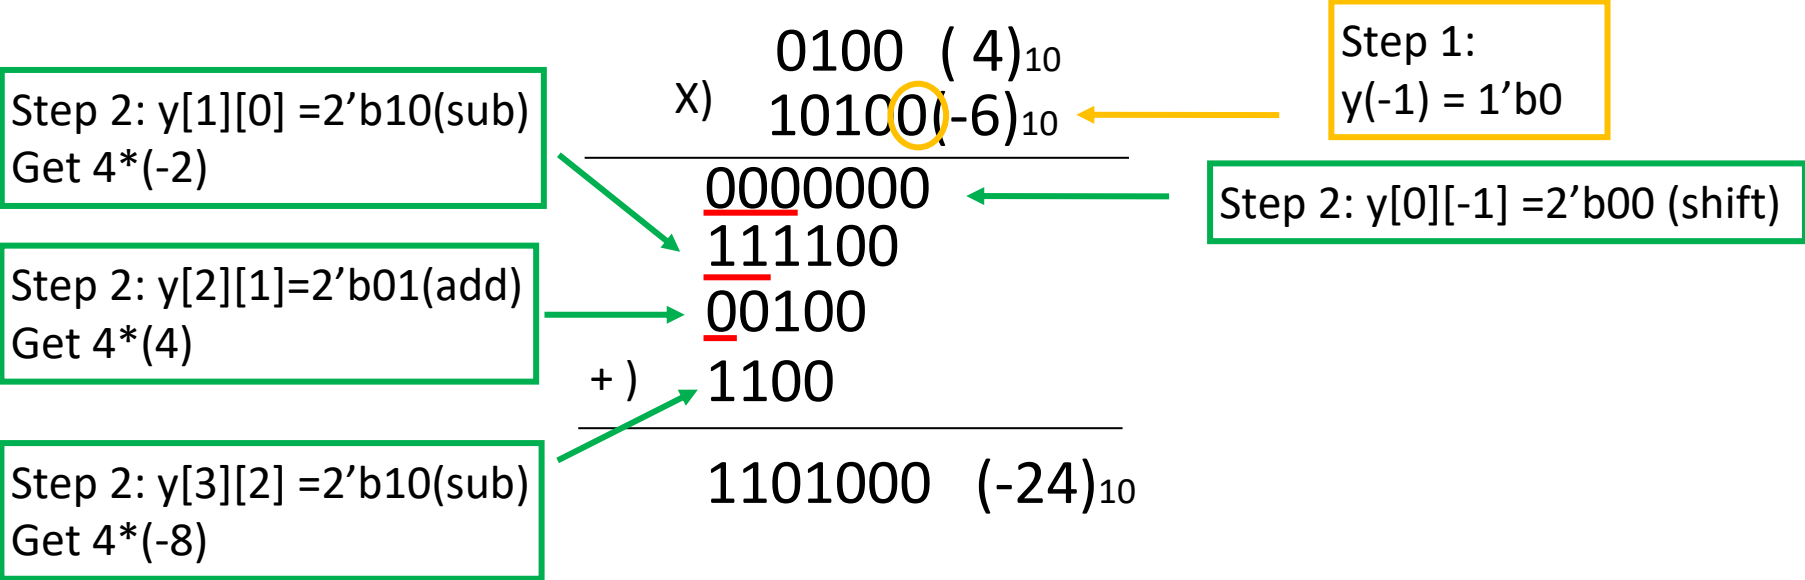 0100 ( 4)10
X) 10100(-6)10
Step 1:
y(-1) = 1’b0
Step 2: y[1][0] =2’b10(sub)
Get 4*(-2)
0000000
Step 2: y[0][-1] =2’b00 (shift)
111100
Step 2: y[2][1]=2’b01(add)
Get 4*(4)
00100
+ ) 1100
Step 2: y[3][2] =2’b10(sub)
Get 4*(-8)
1101000 (-24)10